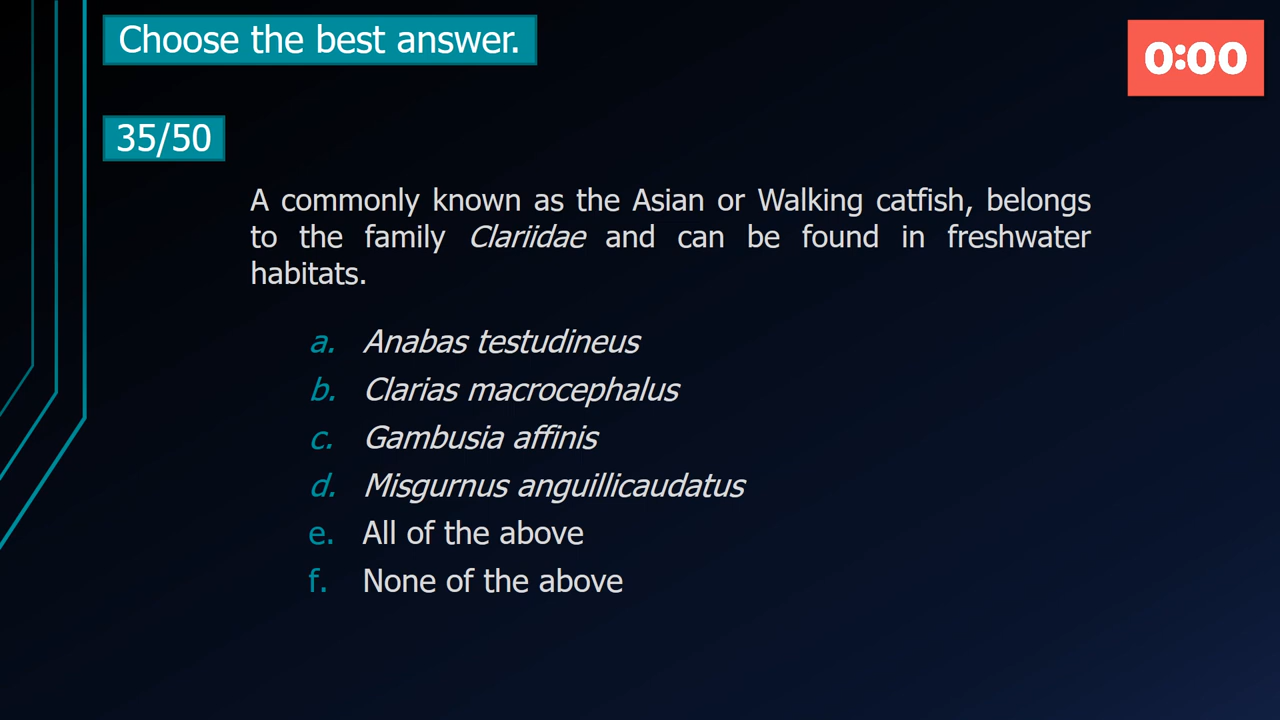 Choose the best answer.
0:00
35/50
A commonly known as the Asian or Walking catfish, belongs
to the family Clariidae and can be found in freshwater
habitats.
a. Anabas testudineus
b. Clarias macrocephalus
c. Gambusia affinis
d. Misgurnus anguillicaudatus
e. All of the above
f. None of the above